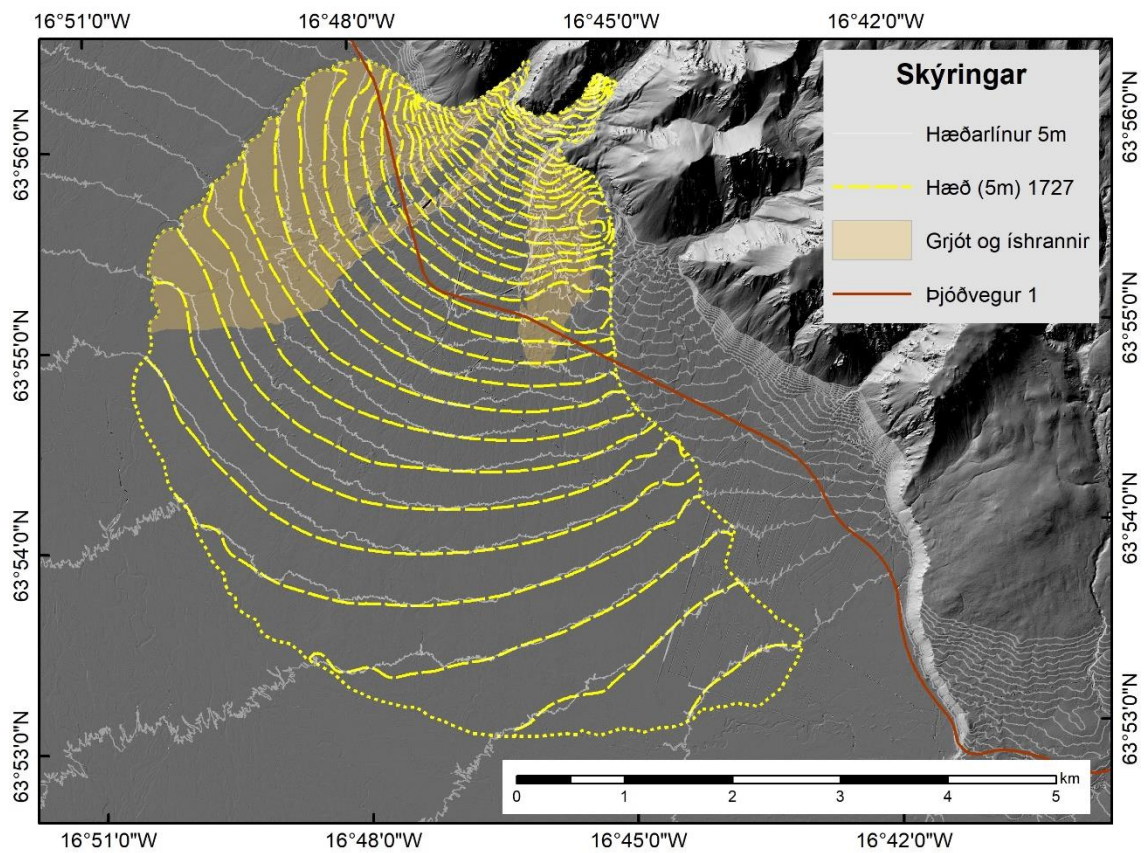 16°51'0"W
16°48'0"W
16°45'0"W
16°42'0"W
63°56'0"N
63°55'0"N
63°54'0"N
63°53'0"N
Skýringar
Hæðarlínur 5m
Hæð (5m) 1727
Grjót og íshrannir
Þjóðvegur 1
63°56'0"N
63°55'0"N
63°54'0"N
63°53'0"N
km
0 1 2 3 4 5
16°51'0"W
16°48'0"W
16°45'0"W
16°42'0"W